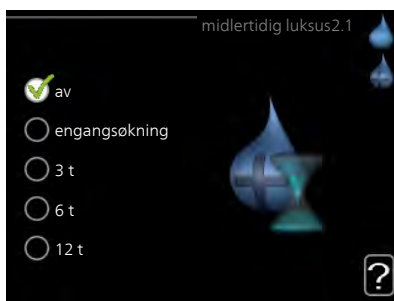 midlertidig luksus2.1
av
engangsøkning
3 t
6 t
12 t
?